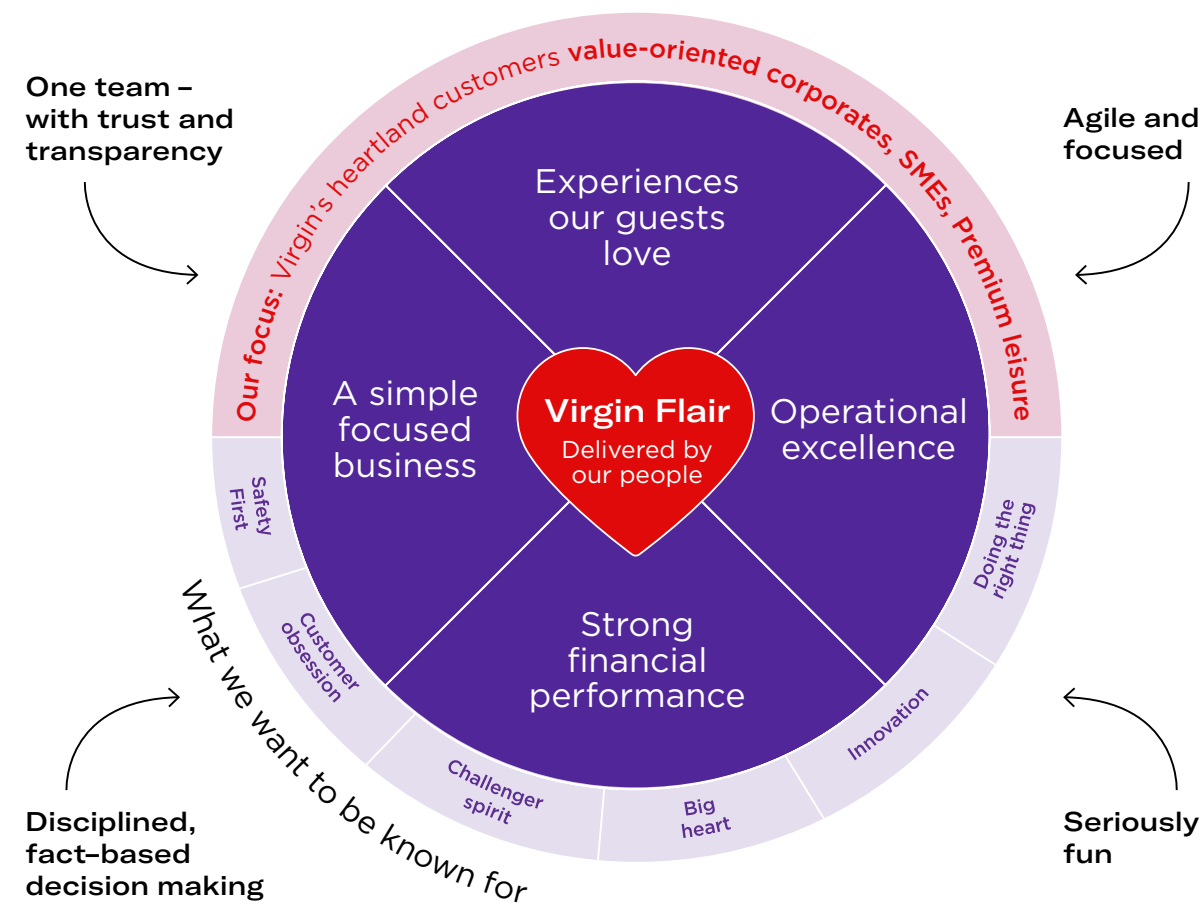 One team –
with trust and
transparency
Agile and
focused
Our focus: Virgin's heartland customers value-oriented corporates, SMEs, Premium leisure
Experiences
our guests
love
A simple
focused
business
Virgin Flair
Delivered by
our people
Operational
excellence
Strong
financial
performance
Safety
First
Customer
obsession
Challenger
spirit
Big
heart
Innovation
Doing the
right thing
What we want to be known for
Disciplined,
fact–based
decision making
Seriously
fun